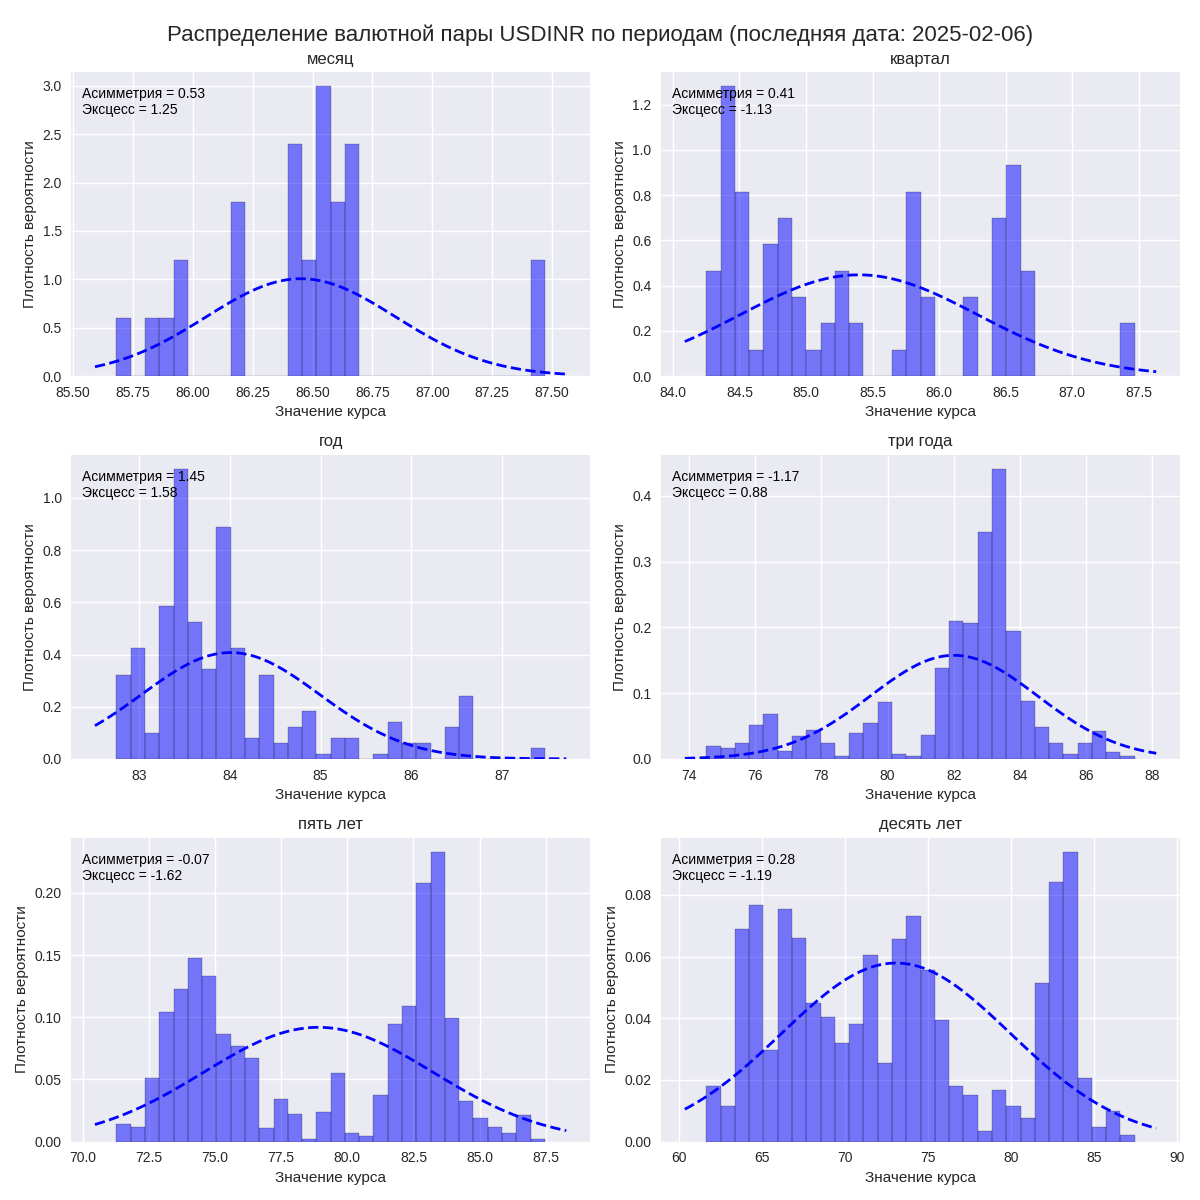 Распределение валютной пары USDINR по периодам (последняя дата: 2025-02-06)
месяц
Асимметрия = 0.53
Эксцесс = 1.25
Плотность вероятности
3.0
2.5
2.0
1.5
1.0
0.5
0.0
85.50 85.75 86.00 86.25 86.50 86.75 87.00 87.25 87.50
Значение курса
квартал
Асимметрия = 0.41
Эксцесс = -1.13
Плотность вероятности
1.2
1.0
0.8
0.6
0.4
0.2
0.0
84.0 84.5 85.0 85.5 86.0 86.5 87.0 87.5
Значение курса
год
Асимметрия = 1.45
Эксцесс = 1.58
Плотность вероятности
1.0
0.8
0.6
0.4
0.2
0.0
83 84 85 86 87
Значение курса
три года
Асимметрия = -1.17
Эксцесс = 0.88
Плотность вероятности
0.4
0.3
0.2
0.1
0.0
74 76 78 80 82 84 86 88
Значение курса
пять лет
Асимметрия = -0.07
Эксцесс = -1.62
Плотность вероятности
0.20
0.15
0.10
0.05
0.00
70.0 72.5 75.0 77.5 80.0 82.5 85.0 87.5
Значение курса
десять лет
Асимметрия = 0.28
Эксцесс = -1.19
Плотность вероятности
0.08
0.06
0.04
0.02
0.00
60 65 70 75 80 85 90
Значение курса